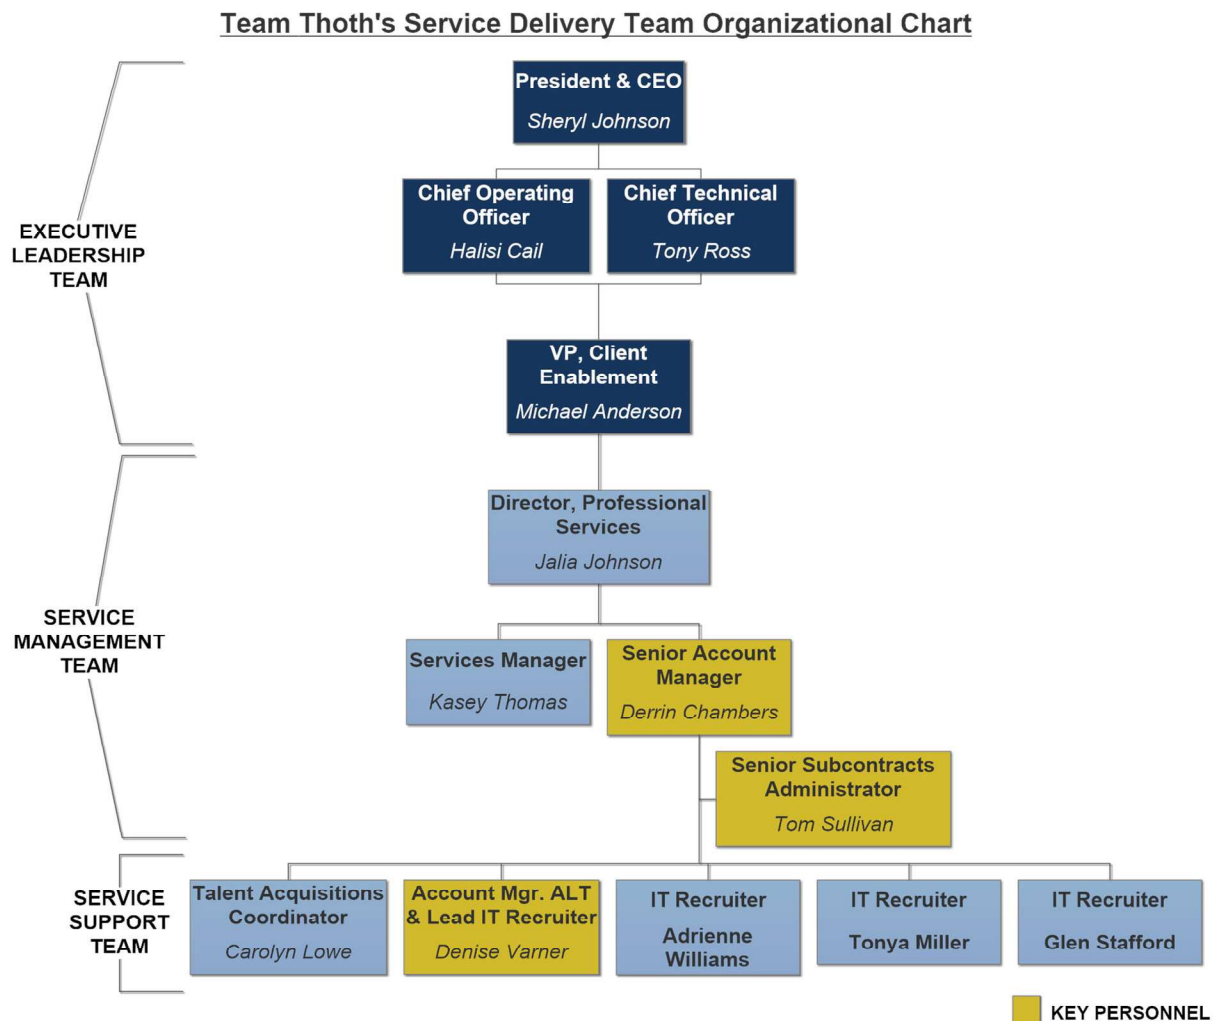 Team Thoth's Service Delivery Team Organizational Chart
President & CEO
Sheryl Johnson
Chief Operating
Officer
Halisi Cail
Chief Technical
Officer
Tony Ross
EXECUTIVE
LEADERSHIP
TEAM
VP, Client
Enablement
Michael Anderson
Director, Professional
Services
Jalia Johnson
SERVICE
MANAGEMENT
TEAM
Services Manager
Kasey Thomas
Senior Account
Manager
Derrin Chambers
Senior Subcontracts
Administrator
Tom Sullivan
SERVICE
SUPPORT
TEAM
Talent Acquisitions
Coordinator
Carolyn Lowe
Account Mgr. ALT
& Lead IT Recruiter
Denise Varner
IT Recruiter
Adrienne
Williams
IT Recruiter
Tonya Miller
IT Recruiter
Glen Stafford
KEY PERSONNEL